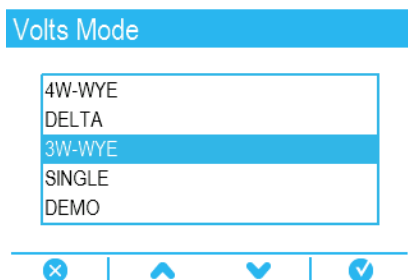 Volts Mode
4W-WYE
DELTA
3W-WYE
SINGLE
DEMO